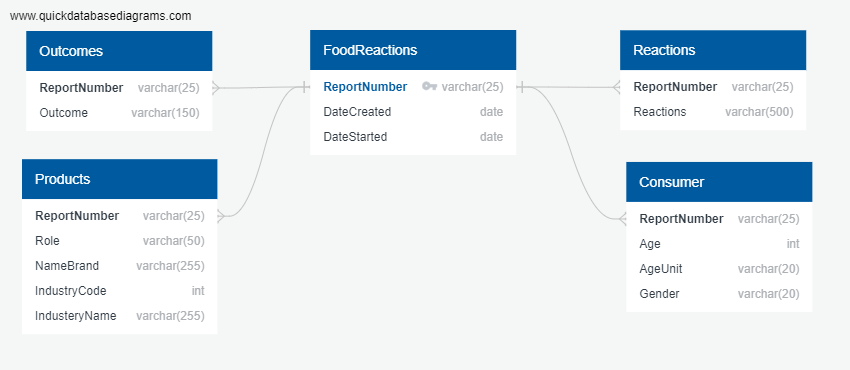 www.quickdatabasediagrams.com
Outcomes
ReportNumber varchar(25)
Outcome varchar(150)
FoodReactions
ReportNumber varchar(25)
DateCreated date
DateStarted date
Reactions
ReportNumber varchar(25)
Reactions varchar(500)
Products
ReportNumber varchar(25)
Role varchar(50)
NameBrand varchar(255)
IndustryCode int
IndusteryName varchar(255)
Consumer
ReportNumber varchar(25)
Age int
AgeUnit varchar(20)
Gender varchar(20)